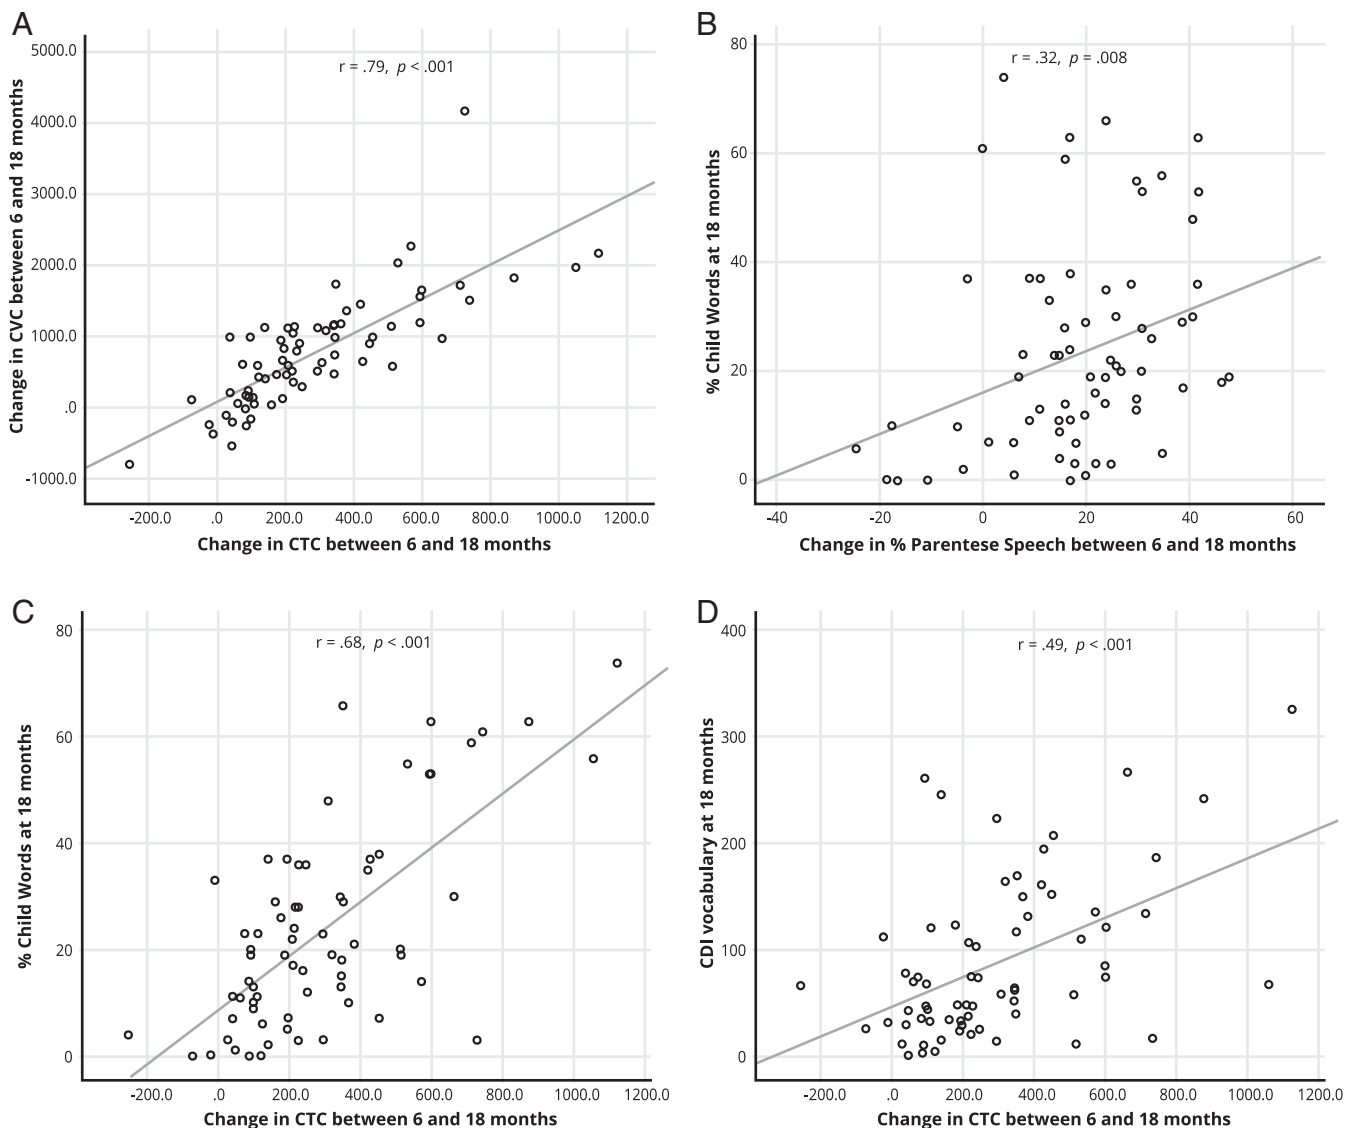 A
r = .79, p < .001
Change in CVC between 6 and 18 months
5000.0
4000.0
3000.0
2000.0
1000.0
.0
-1000.0
-200.0 .0 200.0 400.0 600.0 800.0 1000.0 1200.0
Change in CTC between 6 and 18 months
B
r = .32, p = .008
% Child Words at 18 months
80
60
40
20
0
-40 -20 0 20 40 60
Change in % Parentese Speech between 6 and 18 months
C
r = .68, p < .001
% Child Words at 18 months
80
60
40
20
0
-200.0 .0 200.0 400.0 600.0 800.0 1000.0 1200.0
Change in CTC between 6 and 18 months
D
r = .49, p < .001
CDI vocabulary at 18 months
400
300
200
100
0
-200.0 .0 200.0 400.0 600.0 800.0 1000.0 1200.0
Change in CTC between 6 and 18 months